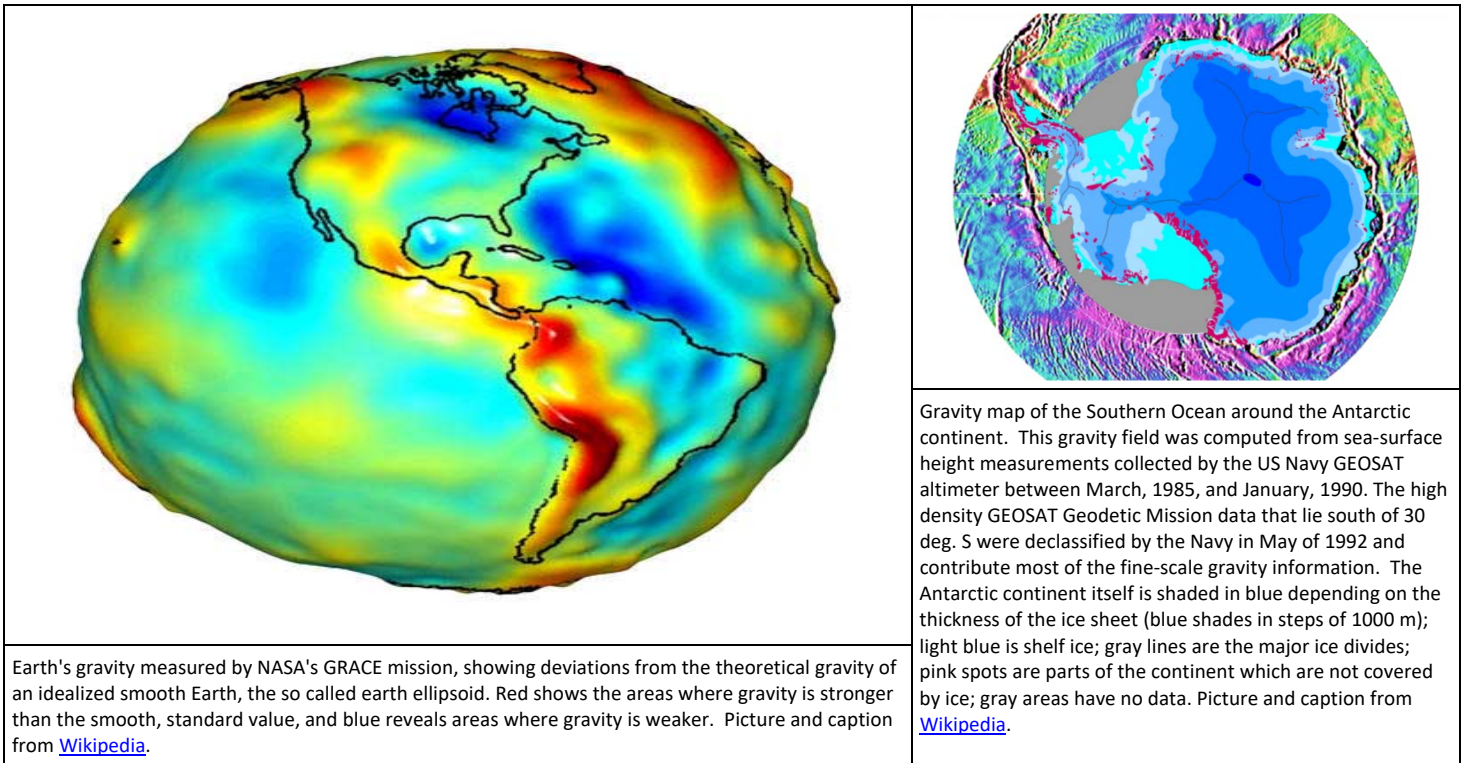 Earth's gravity measured by NASA's GRACE mission, showing deviations from the theoretical gravity of
an idealized smooth Earth, the so called earth ellipsoid. Red shows the areas where gravity is stronger
than the smooth, standard value, and blue reveals areas where gravity is weaker.  Picture and caption
from Wikipedia.
Gravity map of the Southern Ocean around the Antarctic
continent.  This gravity field was computed from sea-surface
height measurements collected by the US Navy GEOSAT
altimeter between March, 1985, and January, 1990. The high
density GEOSAT Geodetic Mission data that lie south of 30
deg. S were declassified by the Navy in May of 1992 and
contribute most of the fine-scale gravity information.  The
Antarctic continent itself is shaded in blue depending on the
thickness of the ice sheet (blue shades in steps of 1000 m);
light blue is shelf ice; gray lines are the major ice divides;
pink spots are parts of the continent which are not covered
by ice; gray areas have no data. Picture and caption from
Wikipedia.